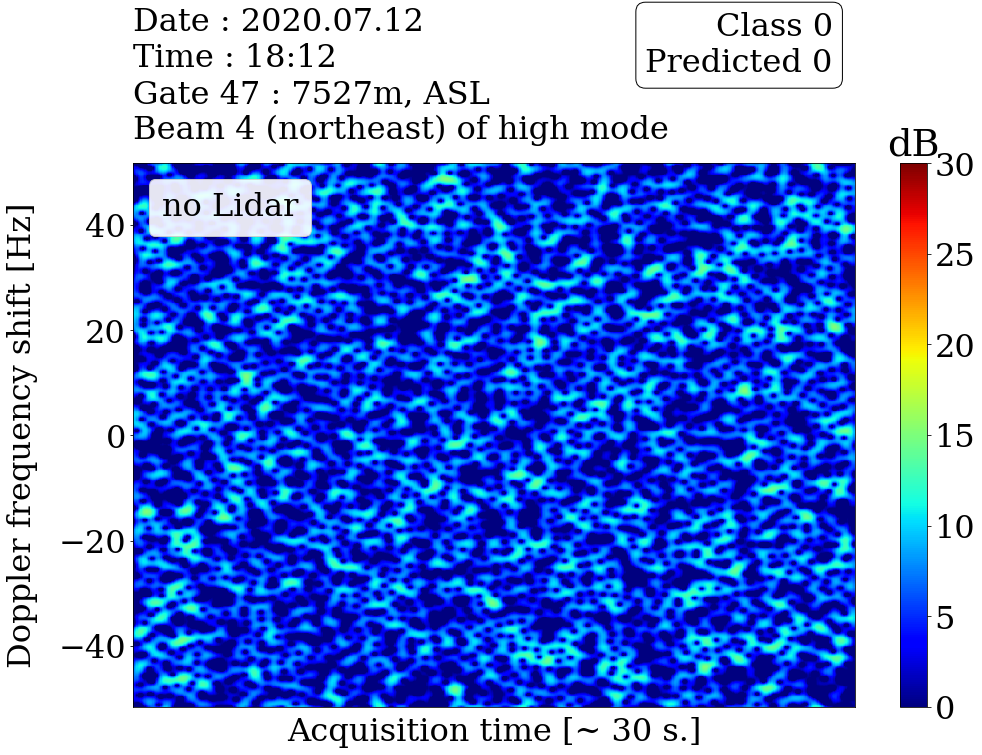 Date : 2020.07.12
Time : 18:12
Gate 47 : 7527m, ASL
Beam 4 (northeast) of high mode
Class 0
Predicted 0
dB
no Lidar
Doppler frequency shift [Hz]
40
20
0
−20
−40
Acquisition time [~ 30 s.]
30
25
20
15
10
5
0